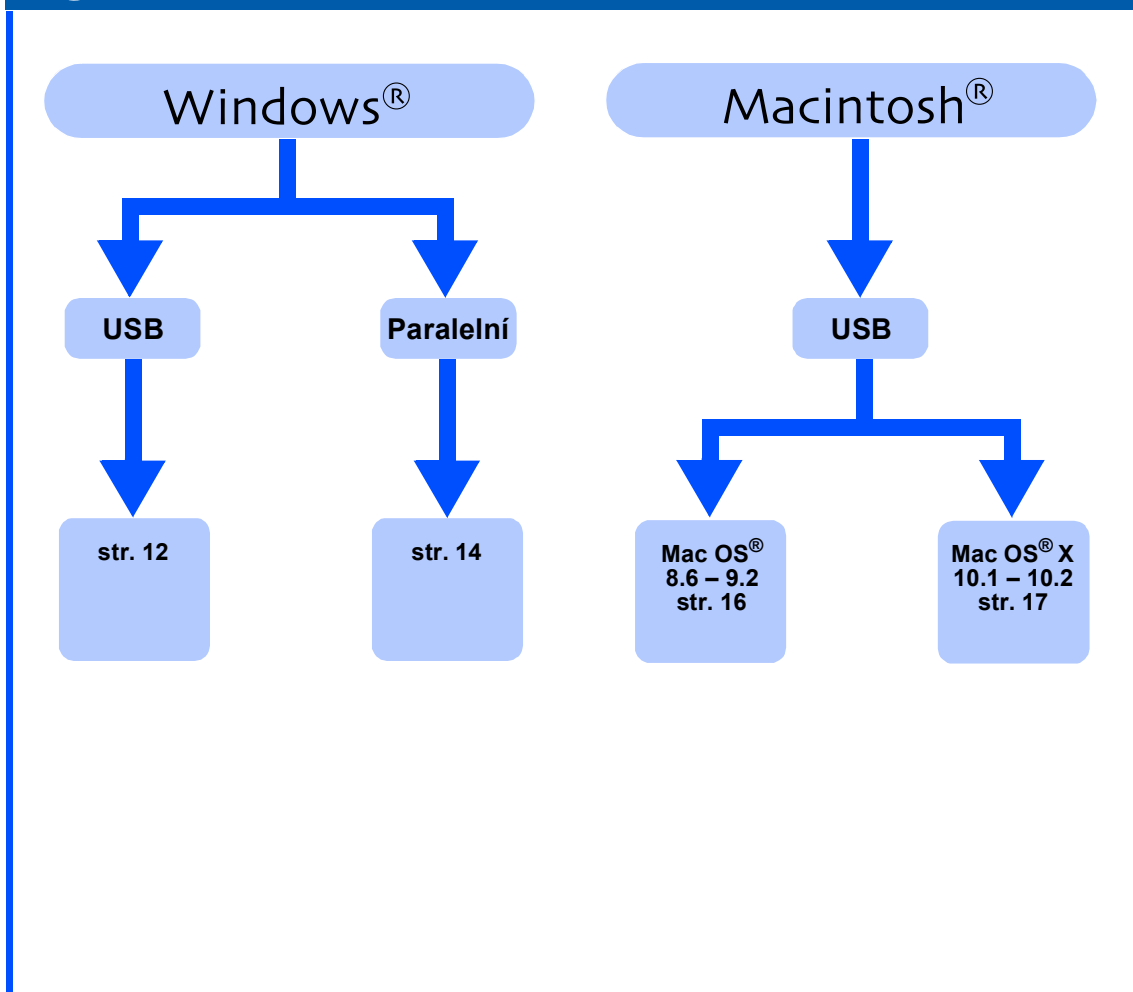 Windows®
Macintosh®
USB
Paralelní
USB
str. 12
str. 14
Mac OS®
8.6 – 9.2
str. 16
Mac OS® X
10.1 – 10.2
str. 17